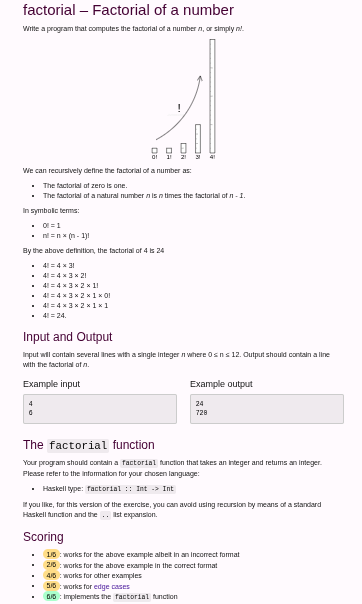 factorial – Factorial of a number
Write a program that computes the factorial of a number n, or simply n!.
!
0! 1! 2! 3! 4!
We can recursively define the factorial of a number as:
• The factorial of zero is one.
• The factorial of a natural number n is n times the factorial of n - 1.
In symbolic terms:
• 0! = 1
• n! = n × (n - 1)!
By the above definition, the factorial of 4 is 24
• 4! = 4 × 3!
• 4! = 4 × 3 × 2!
• 4! = 4 × 3 × 2 × 1!
• 4! = 4 × 3 × 2 × 1 × 0!
• 4! = 4 × 3 × 2 × 1 × 1
• 4! = 24.
Input and Output
Input will contain several lines with a single integer n where 0 ≤ n ≤ 12. Output should contain a line
with the factorial of n.
Example input
4
6
Example output
24
720
The factorial function
Your program should contain a factorial function that takes an integer and returns an integer.
Please refer to the information for your chosen language:
• Haskell type: factorial :: Int -> Int
If you like, for this version of the exercise, you can avoid using recursion by means of a standard
Haskell function and the .. list expansion.
Scoring
• 1/6: works for the above example albeit in an incorrect format
• 2/6: works for the above example in the correct format
• 4/6: works for other examples
• 5/6: works for edge cases
• 6/6: implements the factorial function